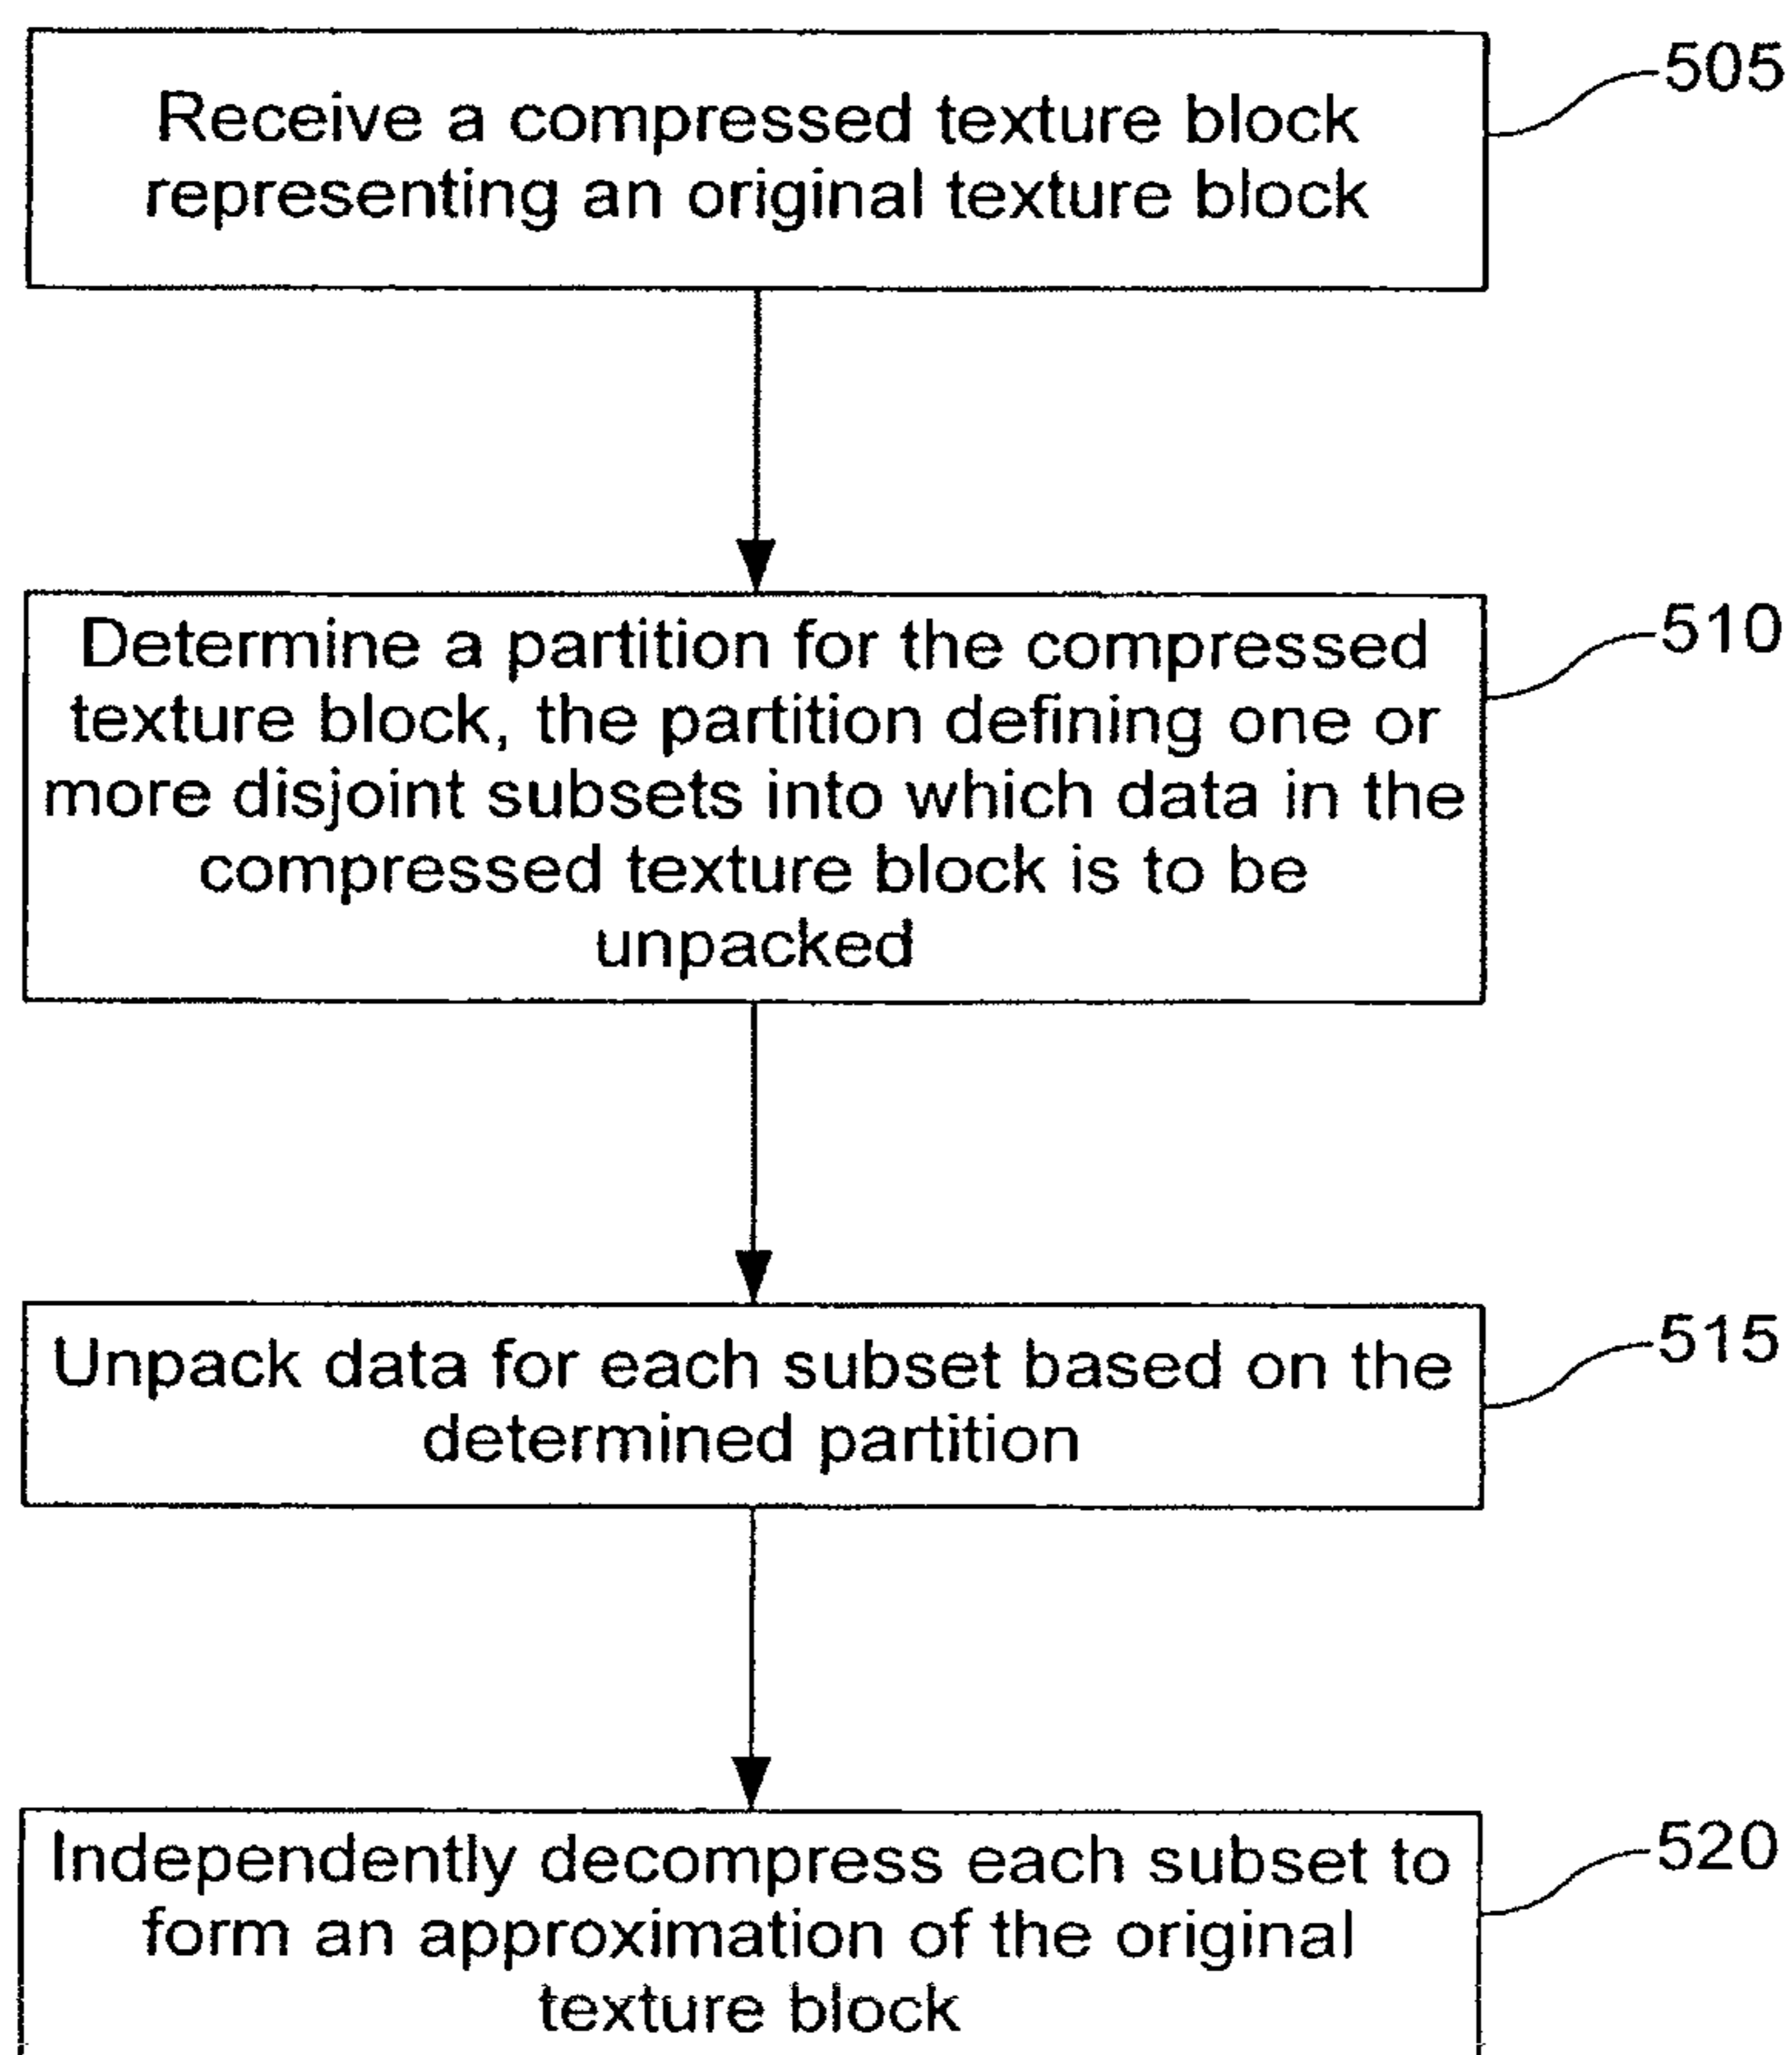 Receive a compressed texture block
representing an original texture block
505
Determine a partition for the compressed
texture block, the partition defining one or
more disjoint subsets into which data in the
compressed texture block is to be
unpacked
510
Unpack data for each subset based on the
determined partition
515
Independently decompress each subset to
form an approximation of the original
texture block
520